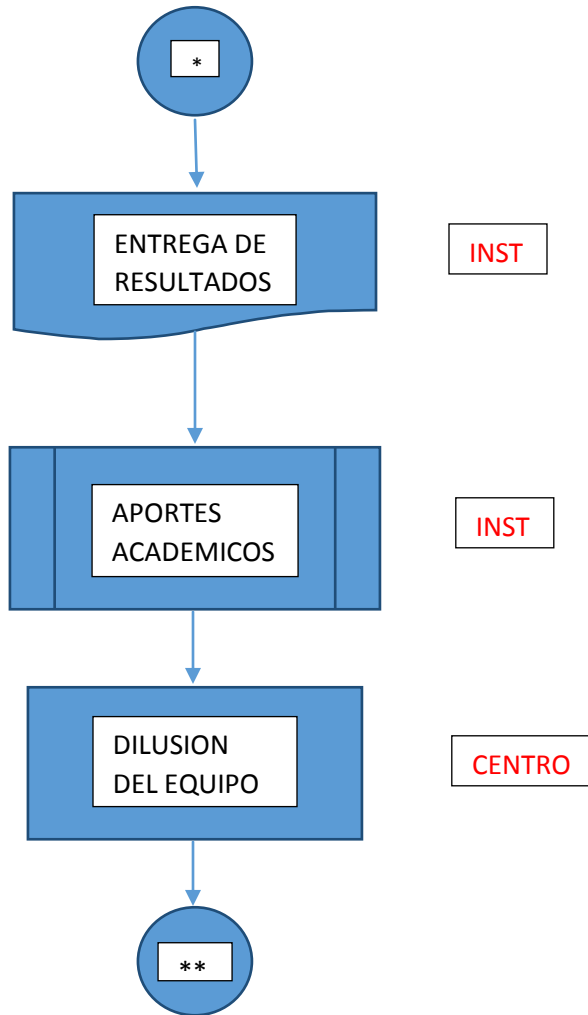 *
ENTREGA DE
RESULTADOS
INST
APORTES
ACADEMICOS
INST
DILUSION
DEL EQUIPO
CENTRO
**